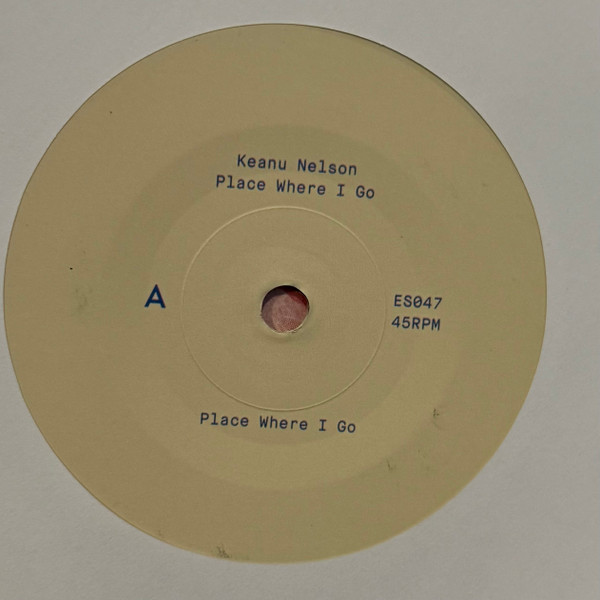 Keanu Nelson
Place Where I Go
A
ES047
45RPM
Place Where I Go